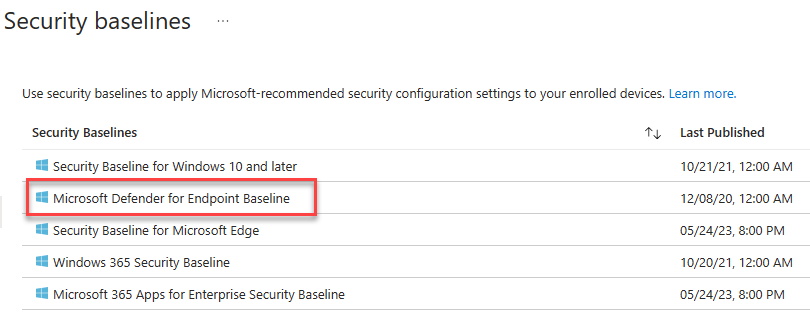 Security baselines ...
Use security baselines to apply Microsoft-recommended security configuration settings to your enrolled devices. Learn more.
Security Baselines ↑↓ Last Published
Security Baseline for Windows 10 and later 10/21/21, 12:00 AM
Microsoft Defender for Endpoint Baseline 12/08/20, 12:00 AM
Security Baseline for Microsoft Edge 05/24/23, 8:00 PM
Windows 365 Security Baseline 10/20/21, 12:00 AM
Microsoft 365 Apps for Enterprise Security Baseline 05/24/23, 8:00 PM